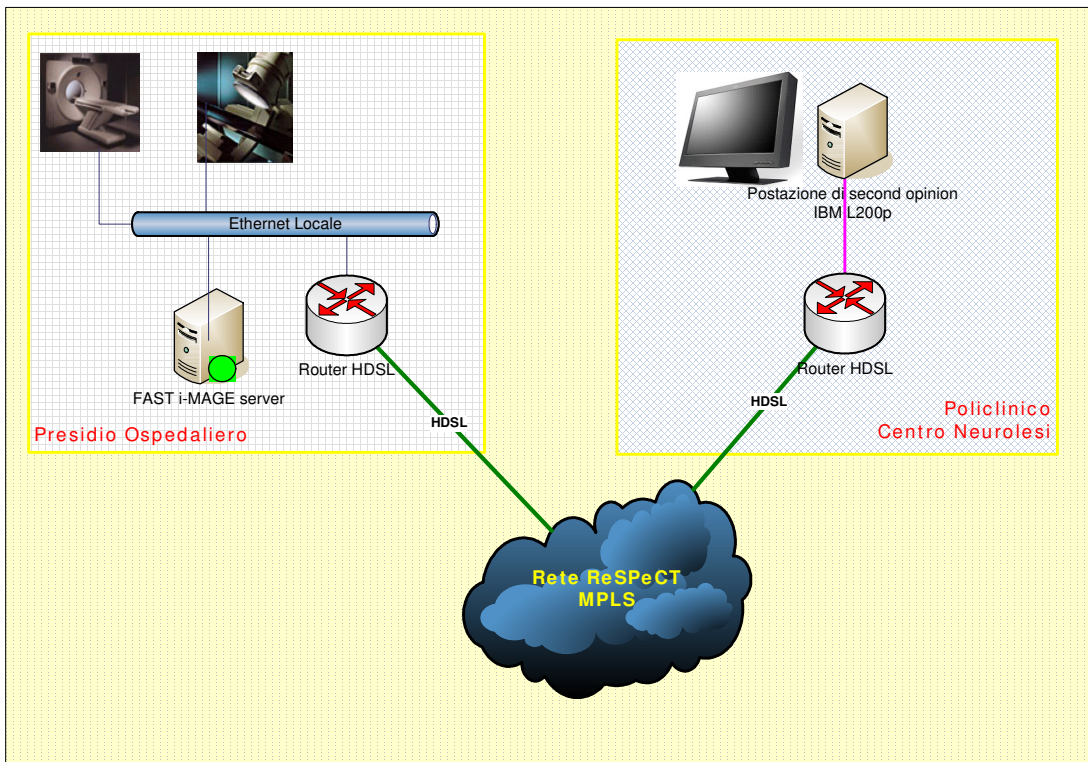 Ethernet Locale
FAST i-MAGE server
Router HDSL
Presidio Ospedaliero
HDSL
Postazione di second opinion
IBM L200p
Router HDSL
HDSL
Policlinico
Centro Neurolesi
Rete ReSPeCT
MPLS